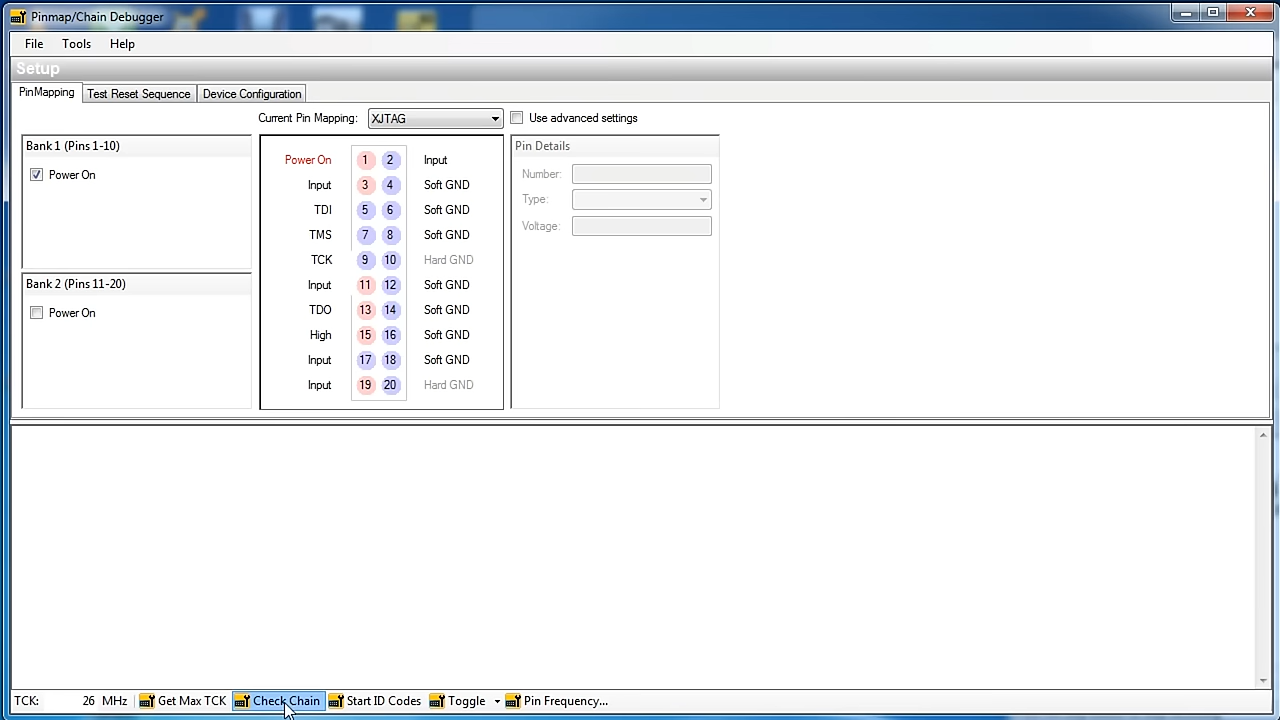 Pinmap/Chain Debugger
File Tools Help
Setup
PinMapping Test Reset Sequence Device Configuration
Current Pin Mapping: XJTAG Use advanced settings
Bank 1 (Pins 1-10)
Power On
Bank 2 (Pins 11-20)
Power On
Power On 1 2 Input
Input 3 4 Soft GND
TDI 5 6 Soft GND
TMS 7 8 Soft GND
TCK 9 10 Hard GND
Input 11 12 Soft GND
TDO 13 14 Soft GND
High 15 16 Soft GND
Input 17 18 Soft GND
Input 19 20 Hard GND
Pin Details
Number:
Type:
Voltage:
TCK: 26 MHz Get Max TCK Check Chain Start ID Codes Toggle Pin Frequency...